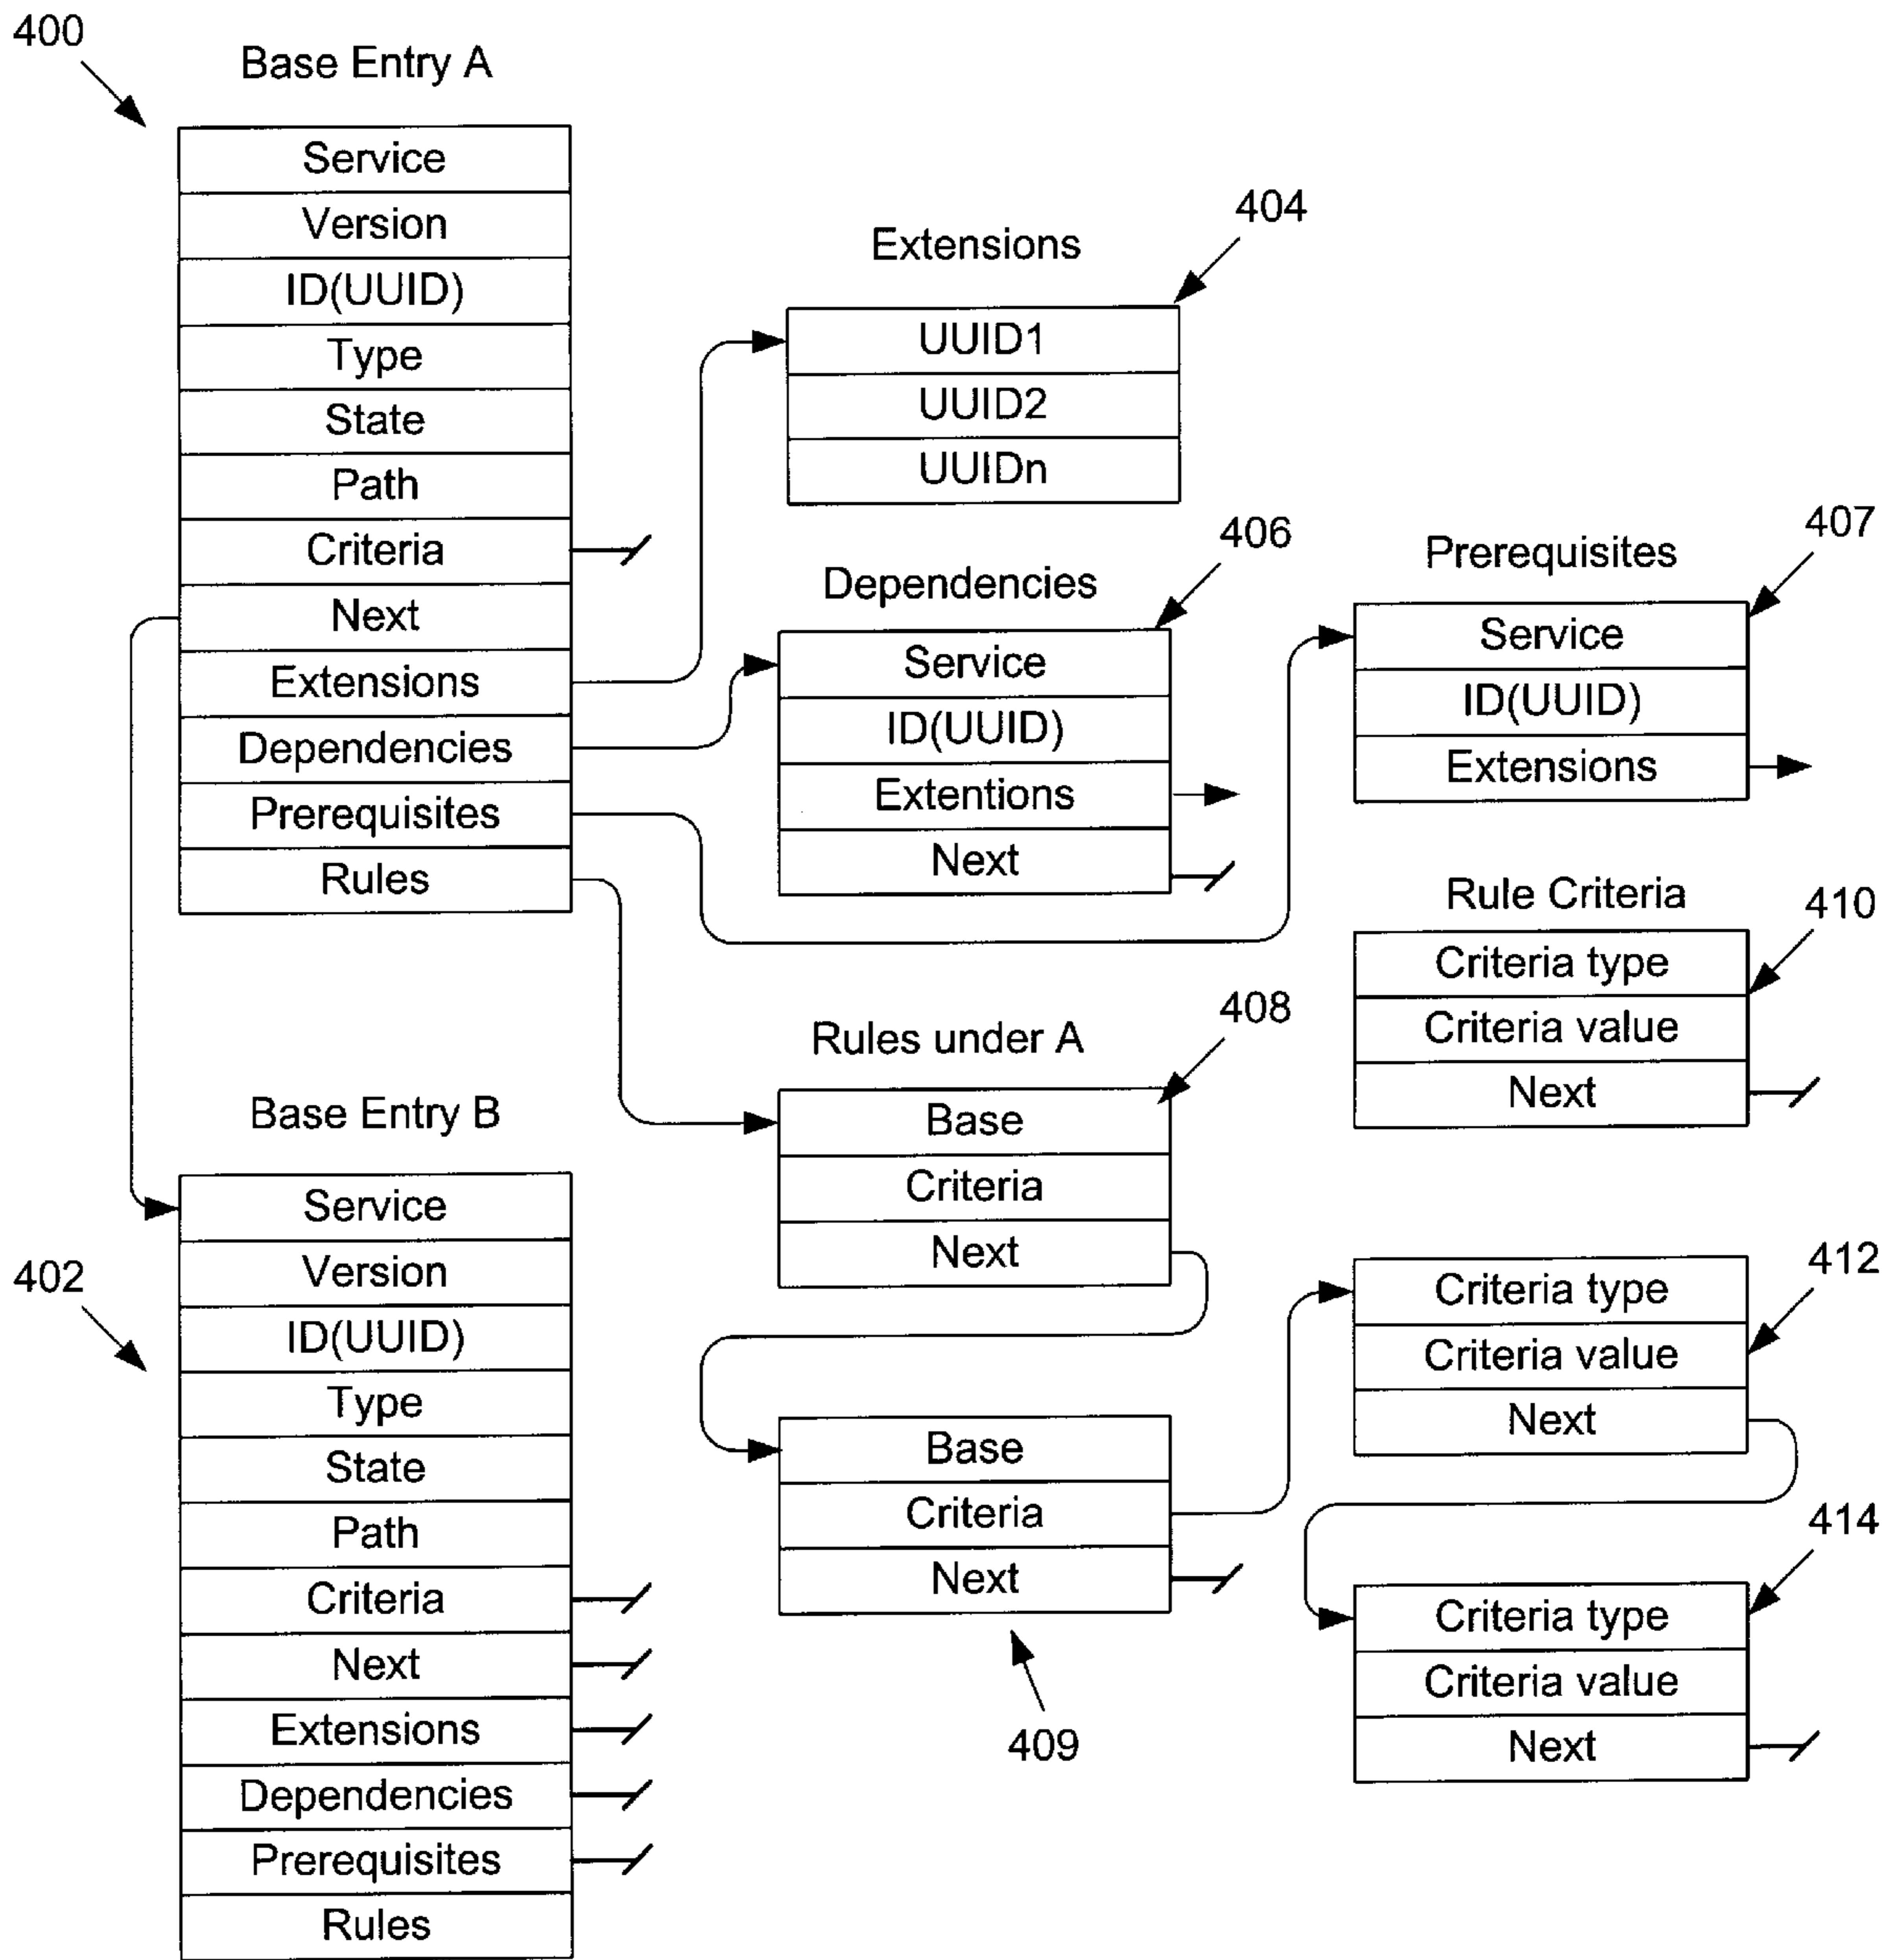 400
Base Entry A
Service
Version
ID(UUID)
Type
State
Path
Criteria
Next
Extensions
Dependencies
Prerequisites
Rules
404
Extensions
UUID1
UUID2
UUIDn
406
Dependencies
Service
ID(UUID)
Extentions
Next
407
Prerequisites
Service
ID(UUID)
Extensions
Rule Criteria
410
Criteria type
Criteria value
Next
408
Rules under A
Base
Criteria
Next
Base Entry B
402
Service
Version
ID(UUID)
Type
State
Path
Criteria
Next
Extensions
Dependencies
Prerequisites
Rules
Base
Criteria
Next
409
412
Criteria type
Criteria value
Next
414
Criteria type
Criteria value
Next